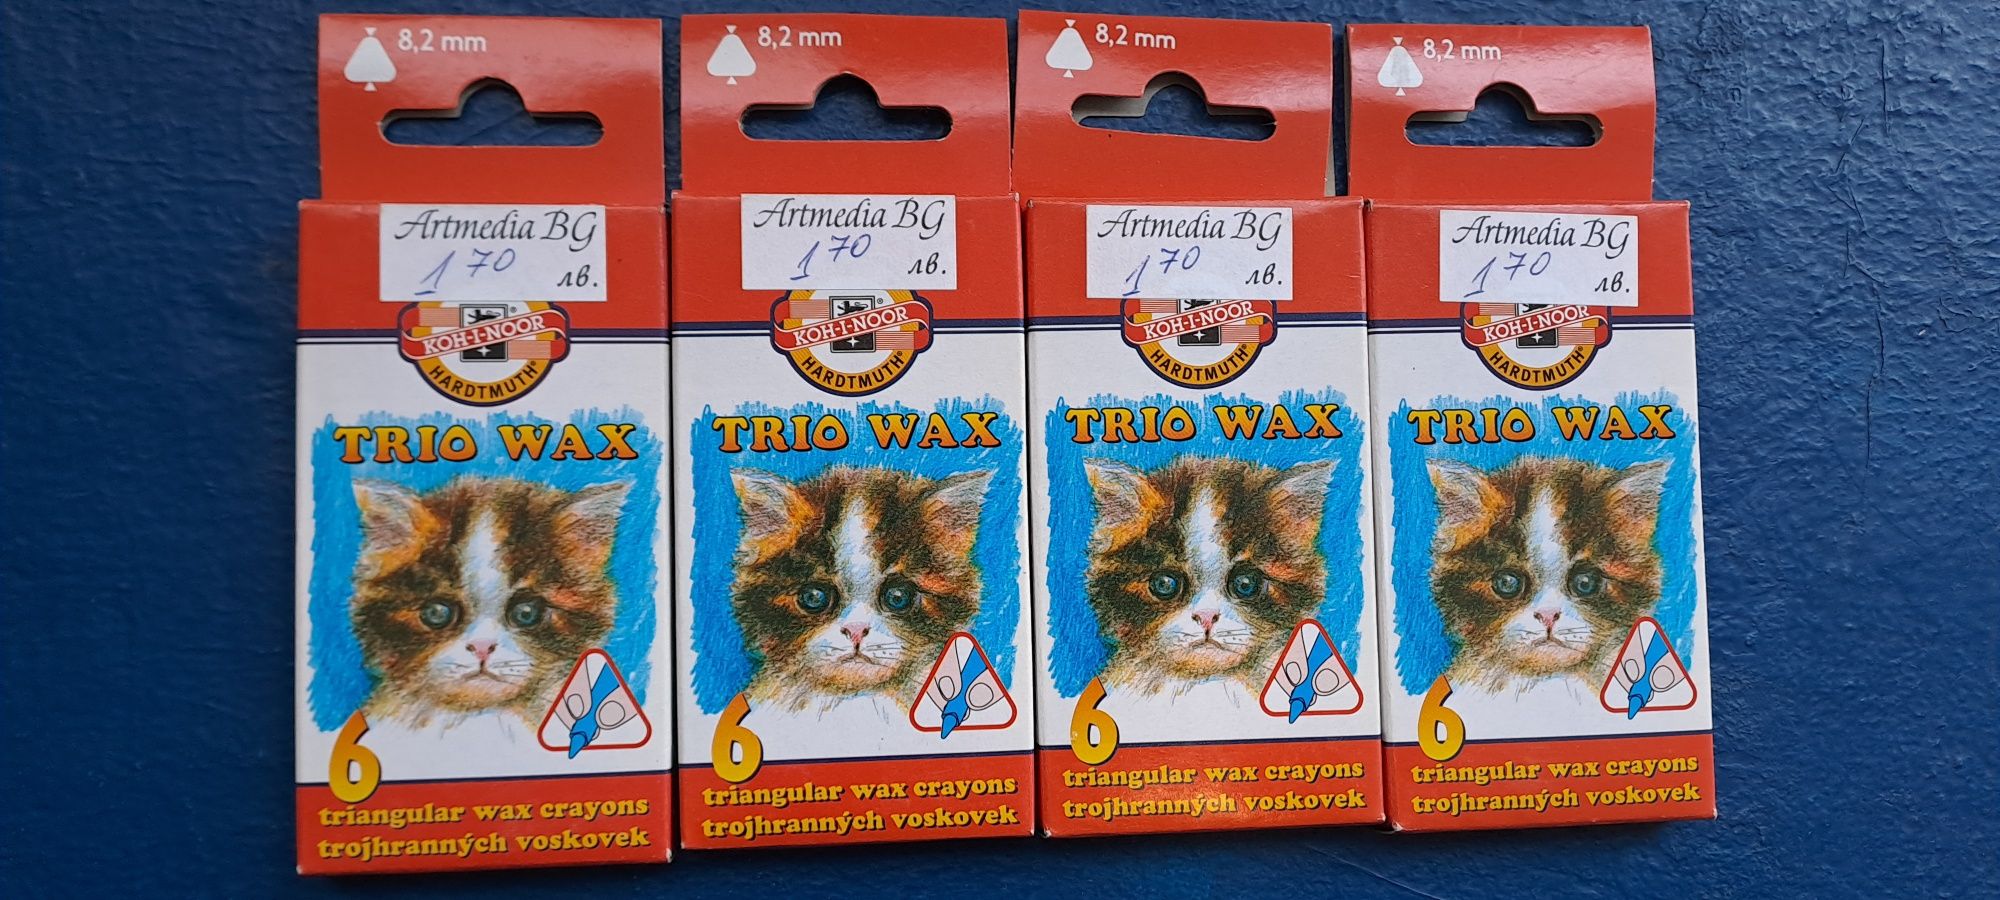 8,2 mm
Artmedia BG
1 70 лв.
KOH-I-NOOR
HARDTMUTH
TRIO WAX
6
triangular wax crayons
trojhranných voskovek
8,2 mm
Artmedia BG
1 70 лв.
KOH-I-NOOR
HARDTMUTH
TRIO WAX
6
triangular wax crayons
trojhranných voskovek
8,2 mm
Artmedia BG
1 70 лв.
KOH-I-NOOR
HARDTMUTH
TRIO WAX
6
triangular wax crayons
trojhranných voskovek
8,2 mm
Artmedia BG
1 70 лв.
KOH-I-NOOR
HARDTMUTH
TRIO WAX
6
triangular wax crayons
trojhranných voskovek